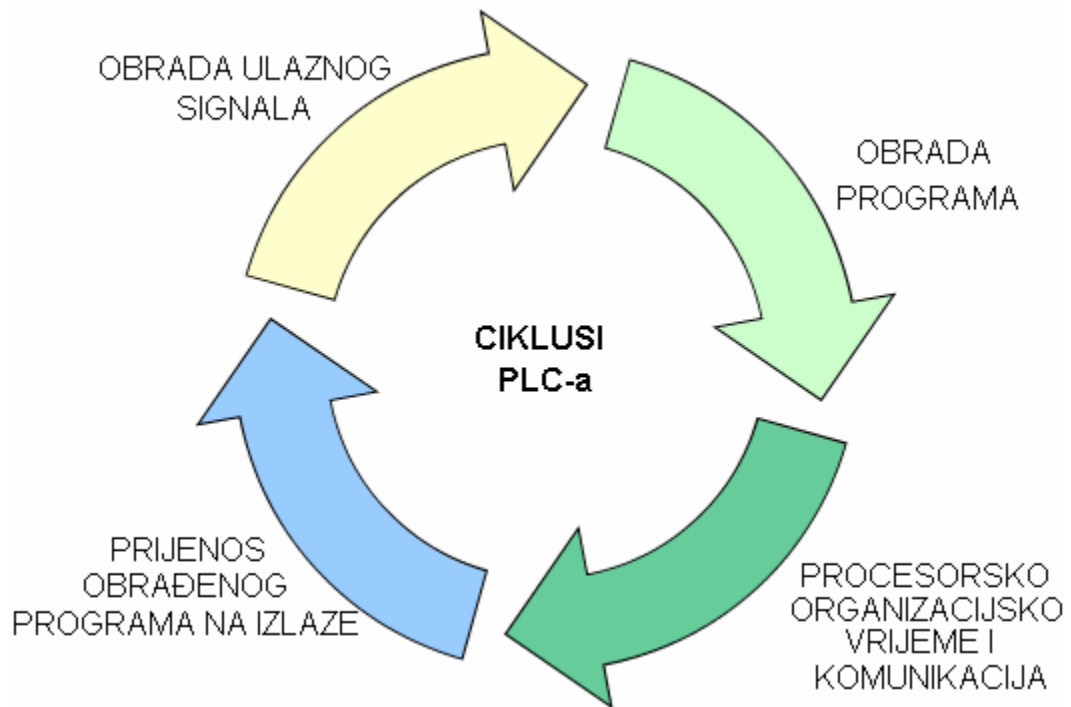 OBRADA ULAZNOG
SIGNALA
OBRADA
PROGRAMA
CIKLUSI
PLC-a
PRIJENOS
OBRAĐENOG
PROGRAMA NA IZLAZE
PROCESORSKO
ORGANIZACIJSKO
VRIJEME I
KOMUNIKACIJA